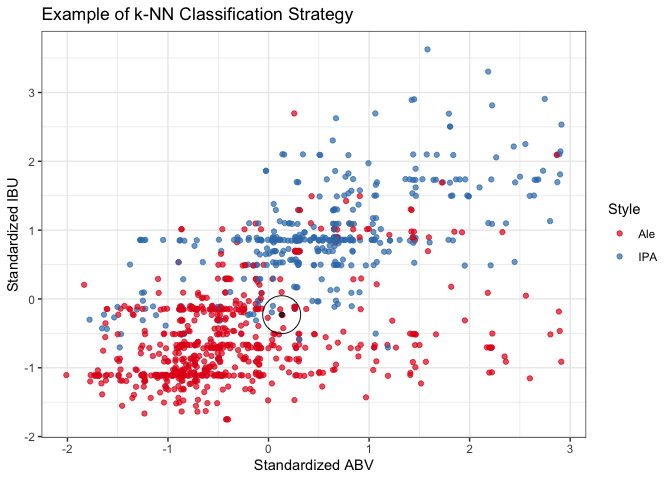 Example of k-NN Classification Strategy
Standardized IBU
3
2
1
0
-1
-2
-2
-1
0
1
2
3
Standardized ABV
Style
Ale
IPA